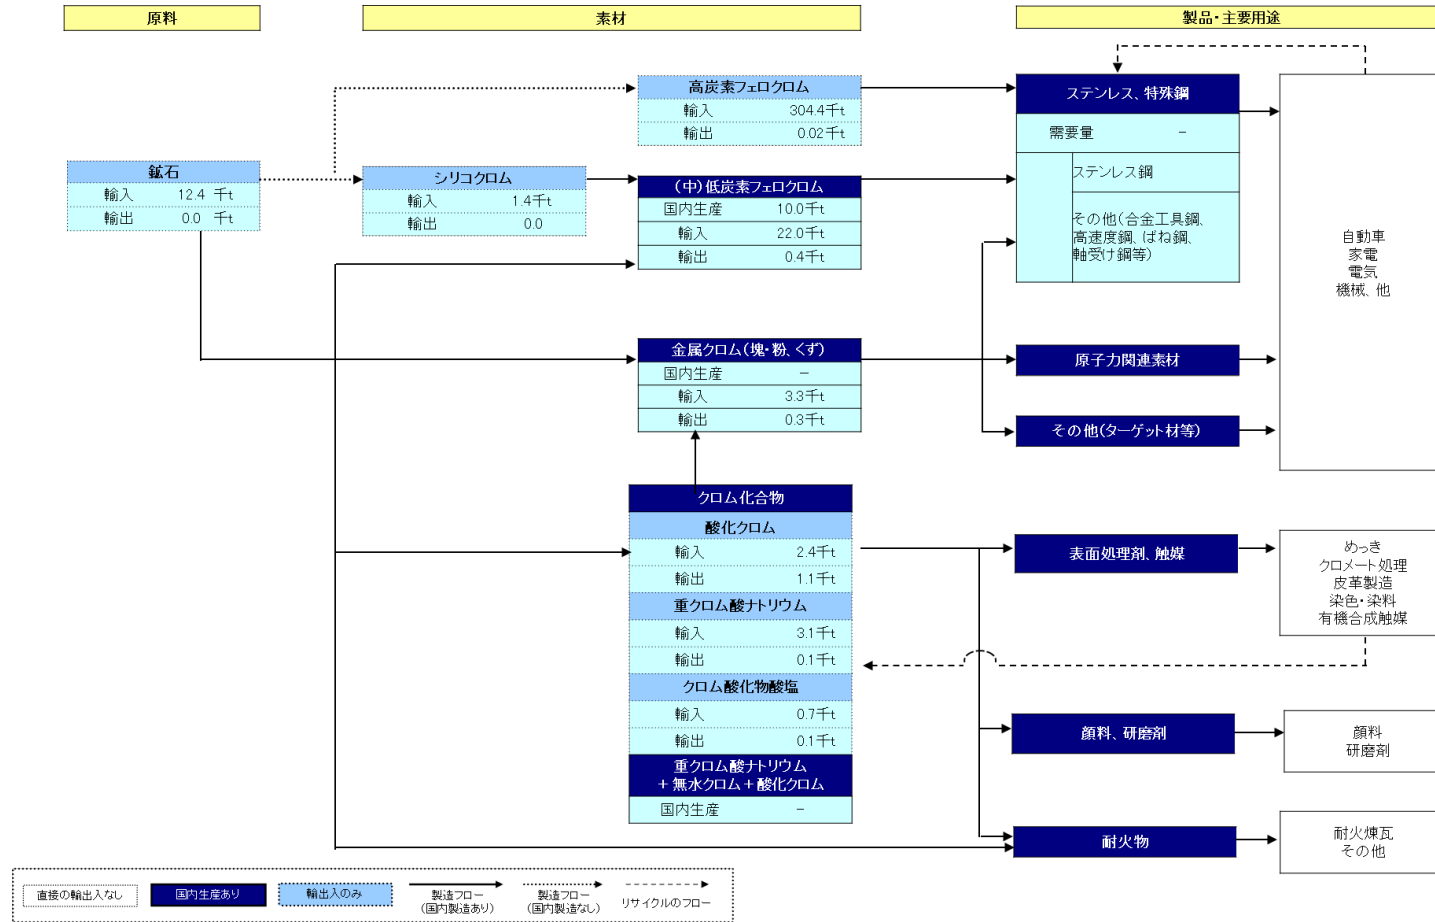 原料
素材
製品・主要用途
高炭素フェロクロム
輸入 304.4千t
輸出 0.02千t
ステンレス、特殊鋼
需要量 −
ステンレス鋼
その他(合金工具鋼、
高速度鋼、ばね鋼、
軸受け鋼等)
鉱石
輸入 12.4 千t
輸出 0.0 千t
シリコクロム
輸入 1.4千t
輸出 0.0
(中)低炭素フェロクロム
国内生産 10.0千t
輸入 22.0千t
輸出 0.4千t
自動車
家電
電気
機械、他
金属クロム(塊・粉、くず)
国内生産 −
輸入 3.3千t
輸出 0.3千t
原子力関連素材
その他(ターゲット材等)
クロム化合物
酸化クロム
輸入 2.4千t
輸出 1.1千t
重クロム酸ナトリウム
輸入 3.1千t
輸出 0.1千t
クロム酸化物酸塩
輸入 0.7千t
輸出 0.1千t
重クロム酸ナトリウム
+ 無水クロム + 酸化クロム
国内生産 −
表面処理剤、触媒
めっき
クロメート処理
皮革製造
染色・染料
有機合成触媒
顔料、研磨剤
顔料
研磨剤
耐火物
耐火煉瓦
その他
直接の輸出入なし
国内生産あり
輸出入のみ
製造フロー
(国内製造あり)
製造フロー
(国内製造なし)
リサイクルのフロー